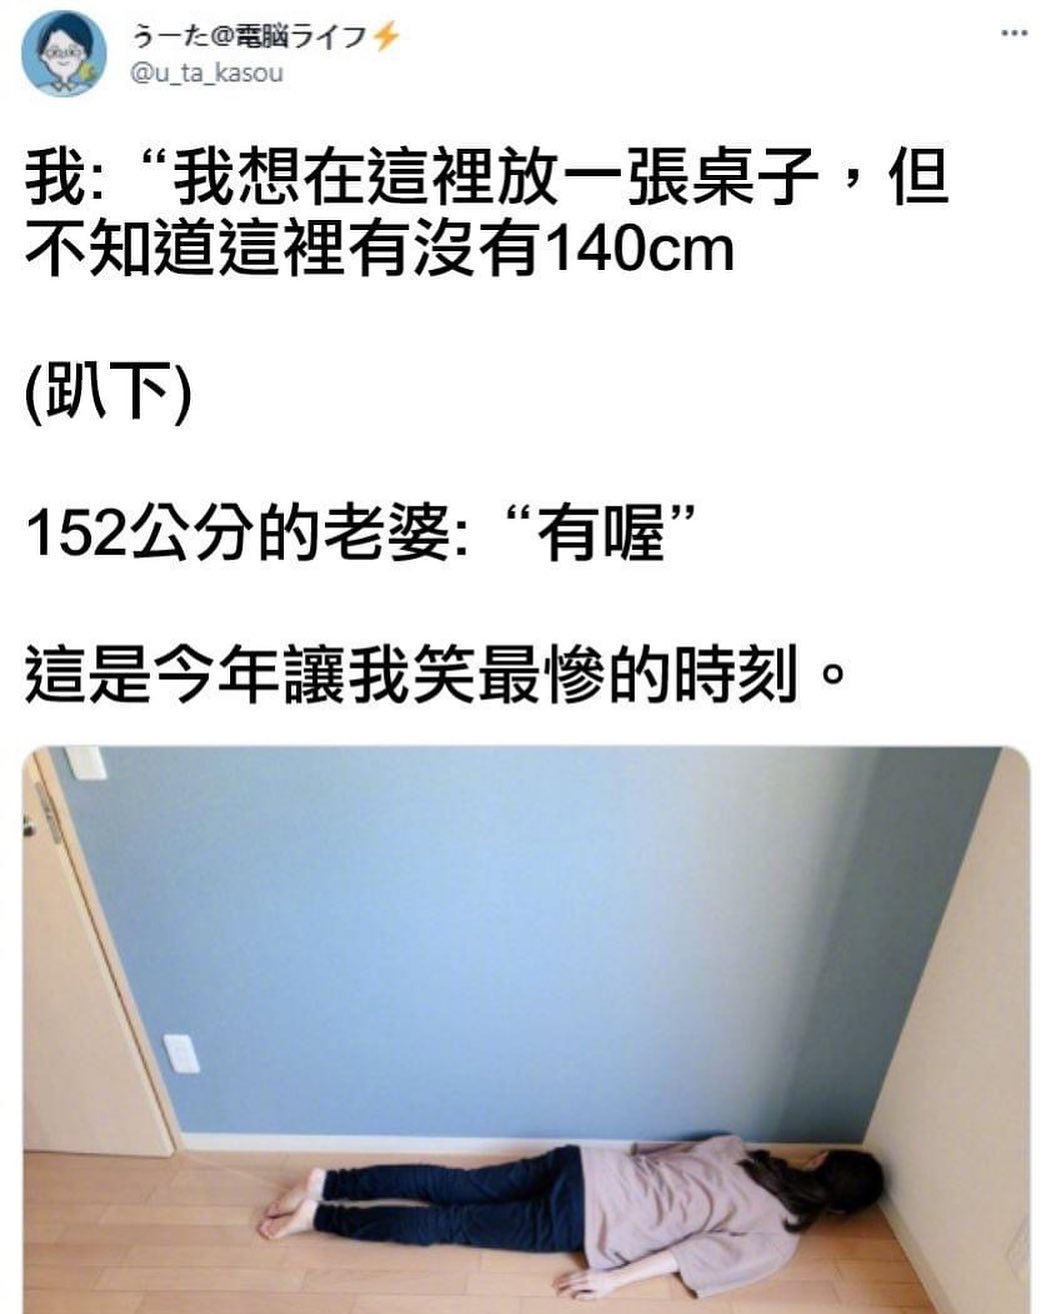 うーた@電脳ライフ⚡
@u_ta_kasou
我:“我想在這裡放一張桌子，但
不知道這裡有沒有140cm
(趴下)
152公分的老婆:“有喔”
這是今年讓我笑最慘的時刻。